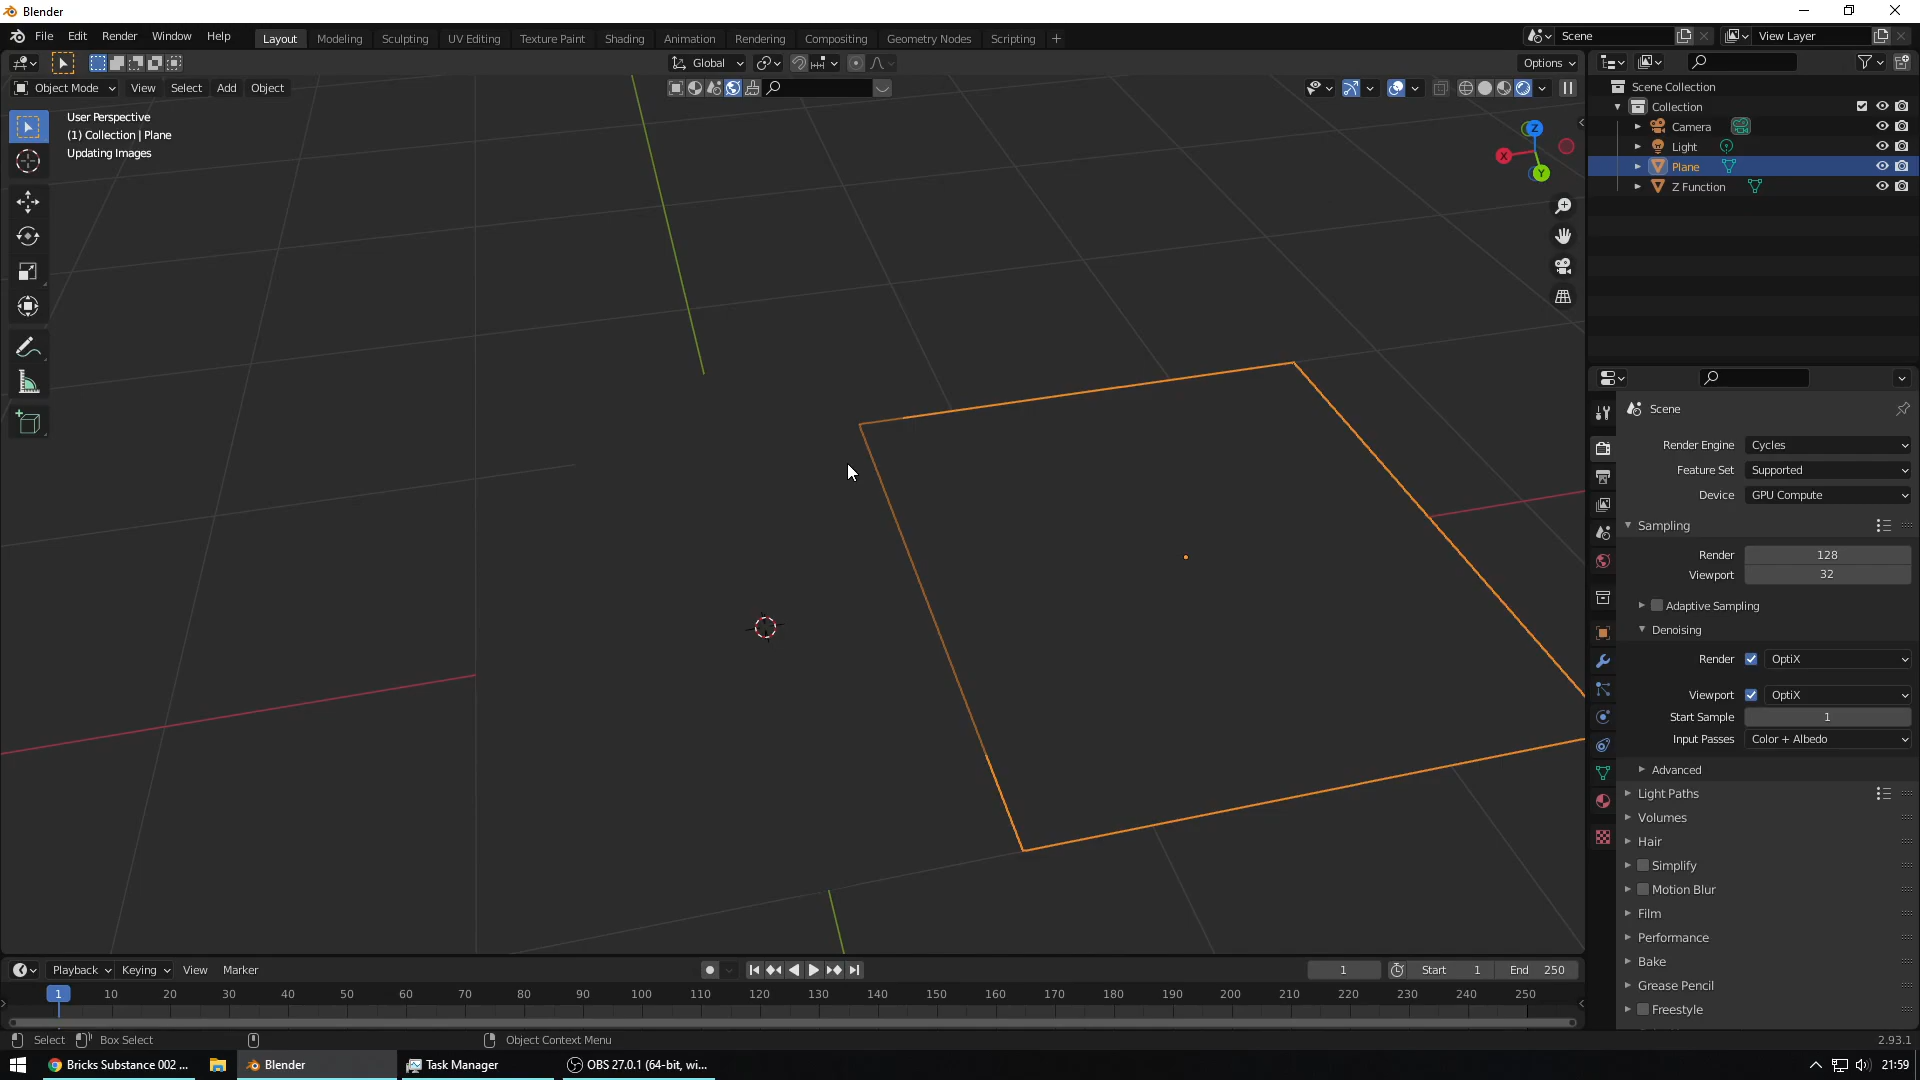 Blender
File Edit Render Window Help
Layout Modeling Sculpting UV Editing Texture Paint Shading Animation Rendering Compositing Geometry Nodes Scripting +
Scene
View Layer
Global
Options
Object Mode View Select Add Object
User Perspective
(1) Collection | Plane
Updating Images
Z
X
Y
Scene Collection
Collection
Camera
Light
Plane
Z Function
Scene
Render Engine Cycles
Feature Set Supported
Device GPU Compute
Sampling
Render 128
Viewport 32
Adaptive Sampling
Denoising
Render OptiX
Viewport OptiX
Start Sample 1
Input Passes Color + Albedo
Advanced
Light Paths
Volumes
Hair
Simplify
Motion Blur
Film
Performance
Bake
Grease Pencil
Freestyle
Playback Keying View Marker
1
Start 1
End 250
1 10 20 30 40 50 60 70 80 90 100 110 120 130 140 150 160 170 180 190 200 210 220 230 240 250
Select Box Select Object Context Menu
2.93.1
Bricks Substance 002 ...
Blender
Task Manager
OBS 27.0.1 (64-bit, wi...
21:59